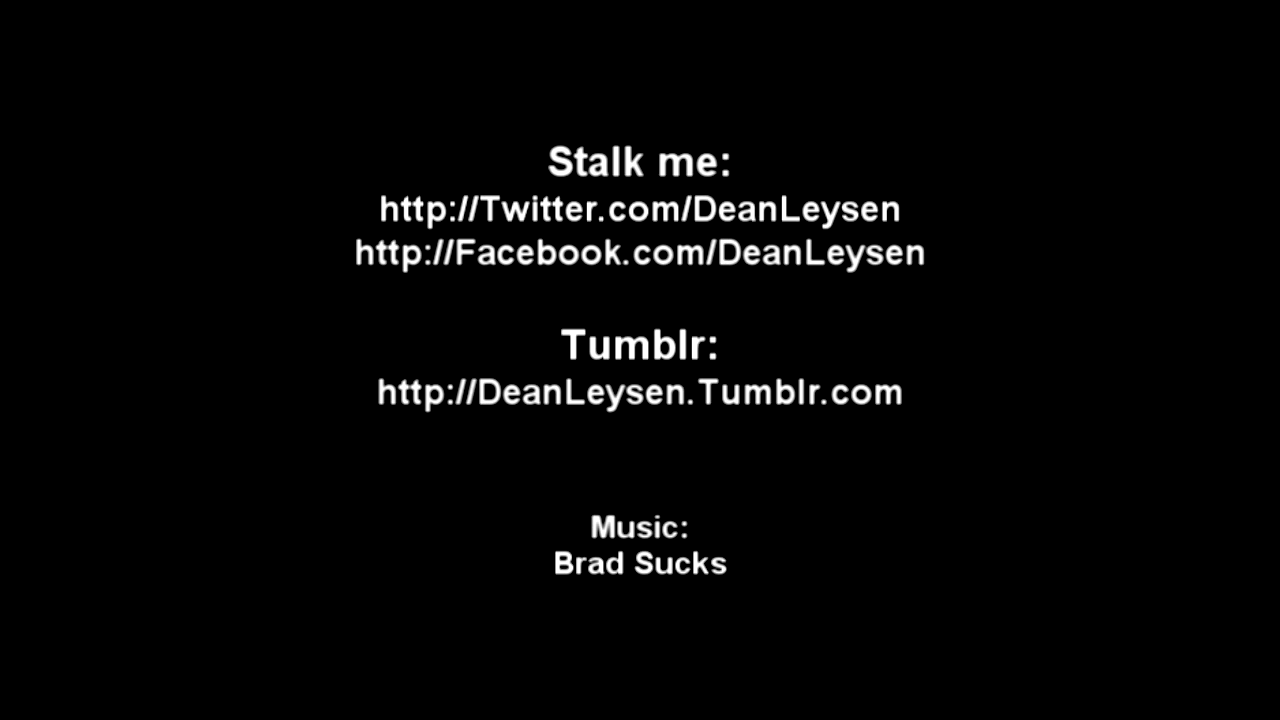 Stalk me:
http://Twitter.com/DeanLeysen
http://Facebook.com/DeanLeysen
Tumblr:
http://DeanLeysen.Tumblr.com
Music:
Brad Sucks